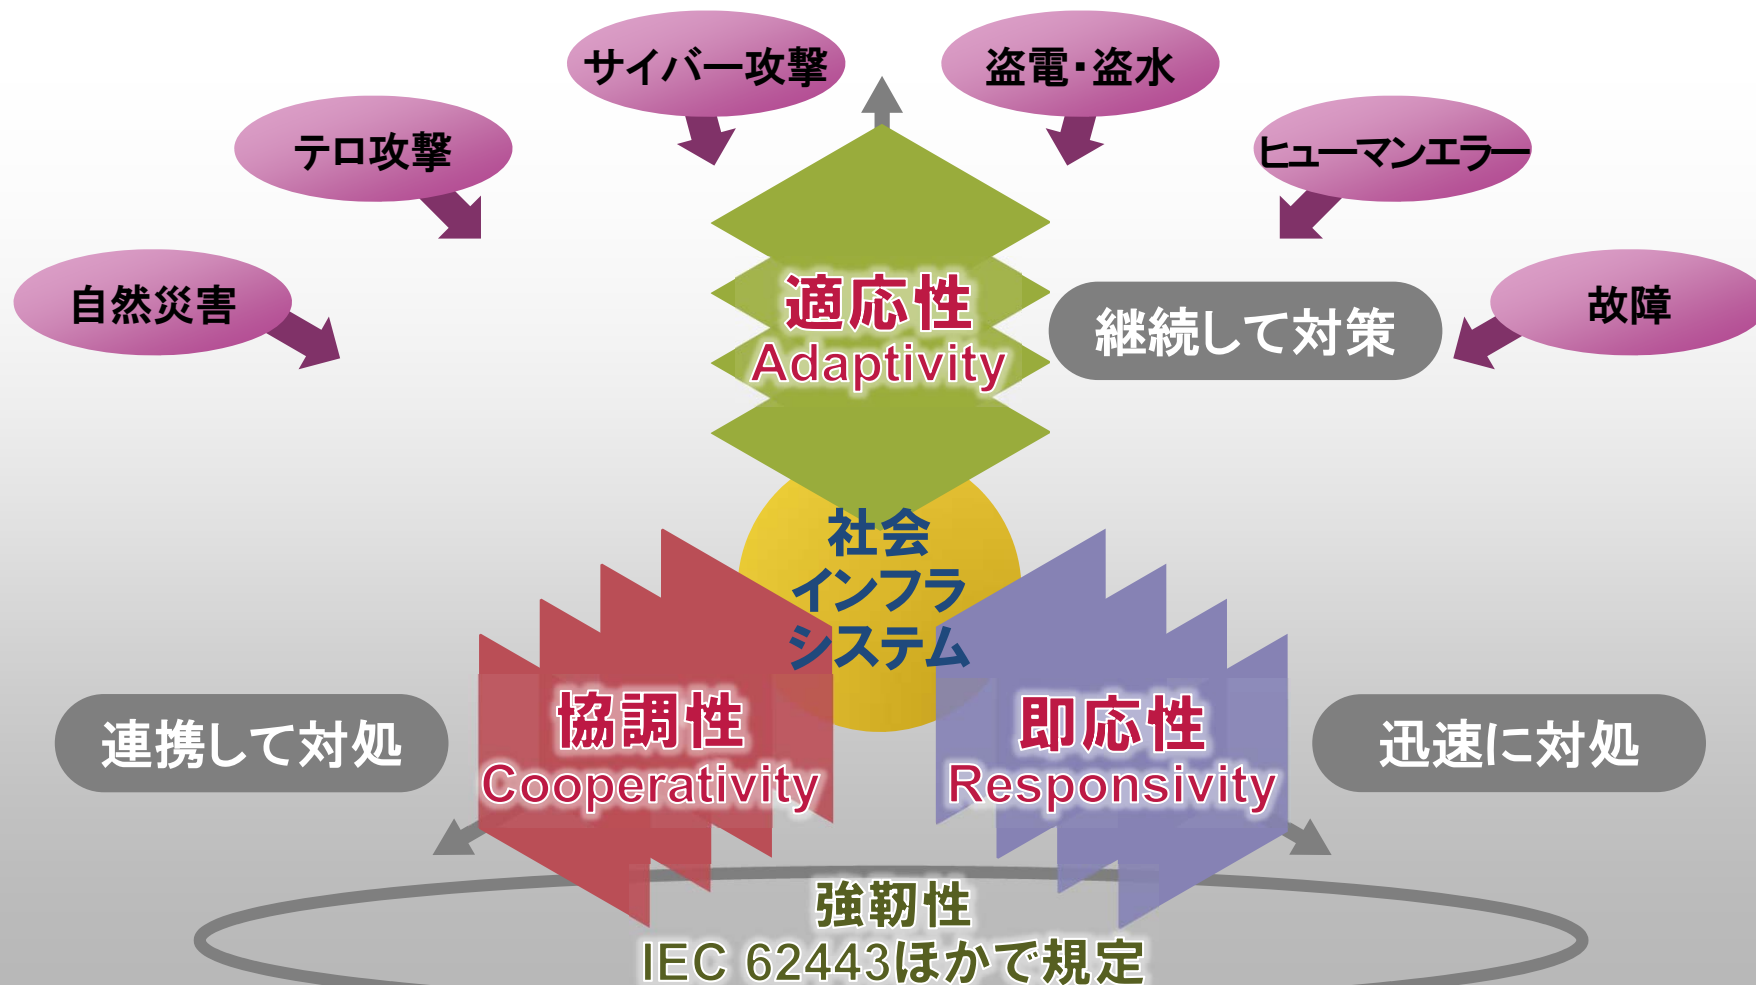 サイバー攻撃
盗電・盗水
テロ攻撃
ヒューマンエラー
自然災害
故障
適応性
Adaptivity
継続して対策
社会
インフラ
システム
協調性
Cooperativity
連携して対処
即応性
Responsivity
迅速に対処
強靭性
IEC 62443ほかで規定